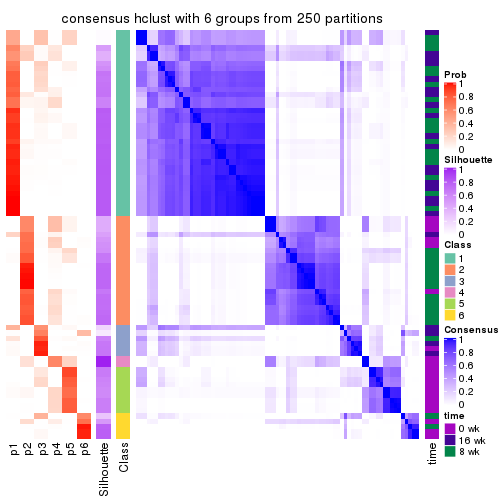 consensus hclust with 6 groups from 250 partitions
Prob
1
0.8
0.6
0.4
0.2
0
Silhouette
1
0.8
0.6
0.4
0.2
0
Class
1
2
3
4
5
6
Consensus
1
0.8
0.6
0.4
0.2
0
time
0 wk
16 wk
8 wk
p1
p2
p3
p4
p5
p6
Silhouette
Class
time